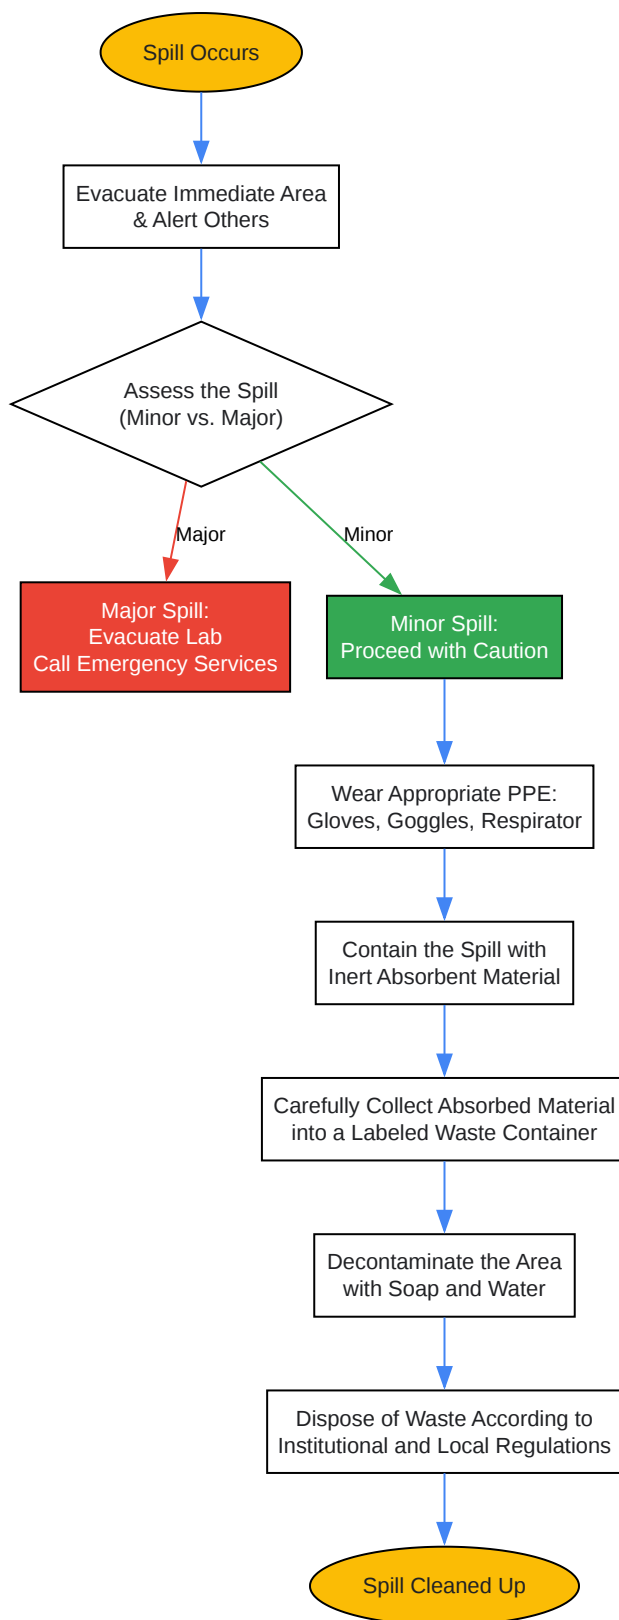 Spill Occurs
Evacuate Immediate Area
& Alert Others
Assess the Spill
(Minor vs. Major)
Major
Minor
Major Spill:
Evacuate Lab
Call Emergency Services
Minor Spill:
Proceed with Caution
Wear Appropriate PPE:
Gloves, Goggles, Respirator
Contain the Spill with
Inert Absorbent Material
Carefully Collect Absorbed Material
into a Labeled Waste Container
Decontaminate the Area
with Soap and Water
Dispose of Waste According to
Institutional and Local Regulations
Spill Cleaned Up